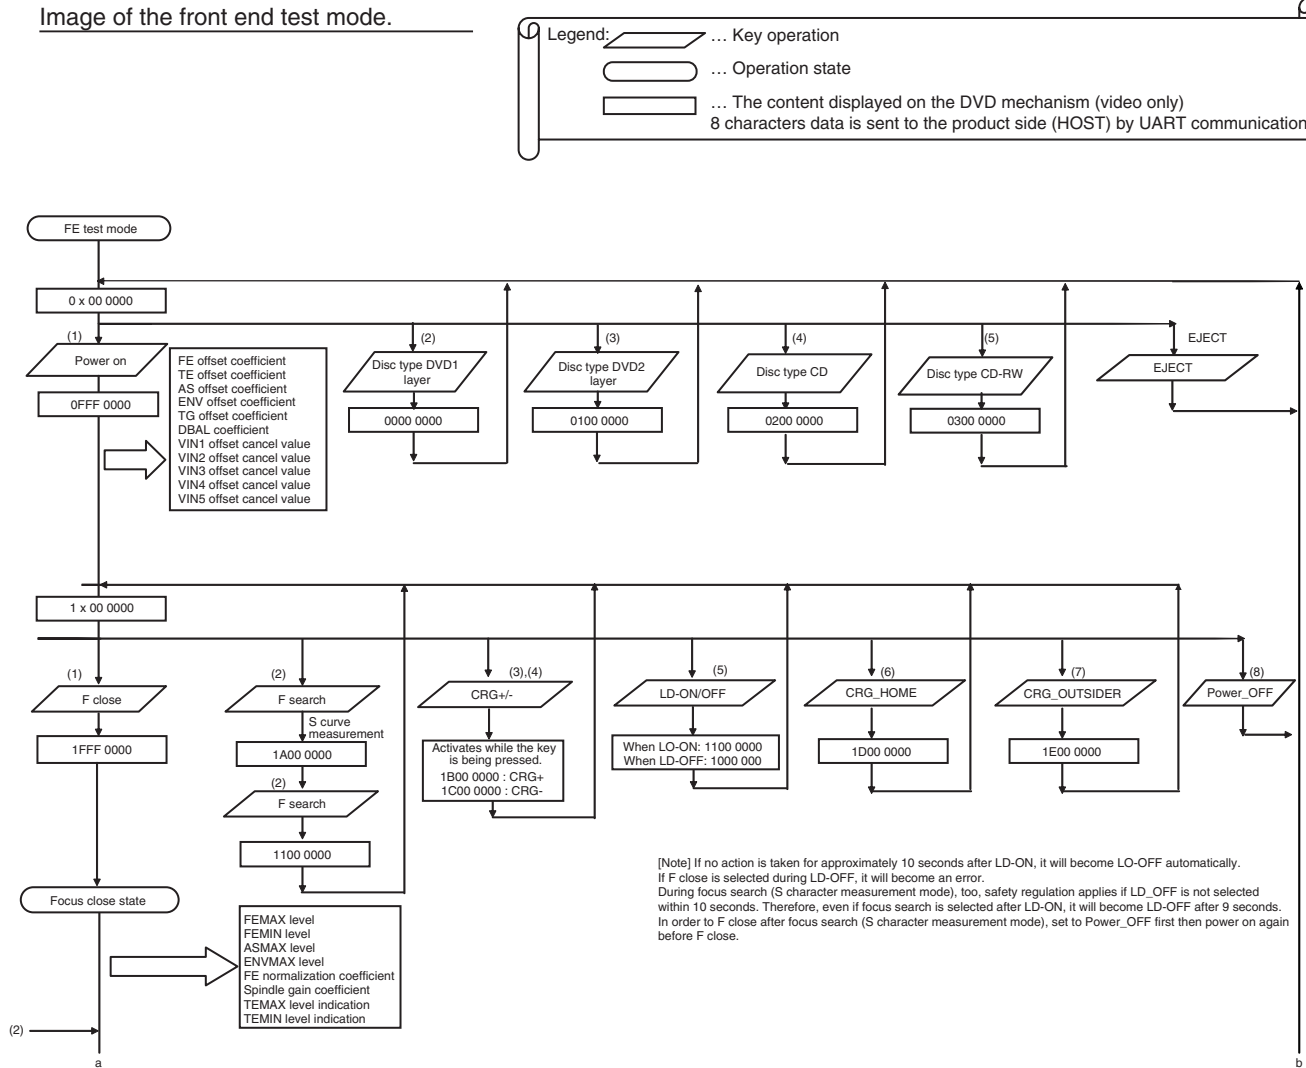 Image of the front end test mode.
Legend:
… Key operation
… Operation state
… The content displayed on the DVD mechanism (video only)
8 characters data is sent to the product side (HOST) by UART communication
FE test mode
0 x 00 0000
(1)
Power on
0FFF 0000
FE offset coefficient
TE offset coefficient
AS offset coefficient
ENV offset coefficient
TG offset coefficient
DBAL coefficient
VIN1 offset cancel value
VIN2 offset cancel value
VIN3 offset cancel value
VIN4 offset cancel value
VIN5 offset cancel value
(2)
Disc type DVD1
layer
0000 0000
(3)
Disc type DVD2
layer
0100 0000
(4)
Disc type CD
0200 0000
(5)
Disc type CD-RW
0300 0000
EJECT
EJECT
1 x 00 0000
(1)
F close
1FFF 0000
Focus close state
(2)
F search
S curve
measurement
1A00 0000
(2)
F search
1100 0000
(3),(4)
CRG+/-
Activates while the key
is being pressed.
1B00 0000 : CRG+
1C00 0000 : CRG-
(5)
LD-ON/OFF
When LO-ON: 1100 0000
When LD-OFF: 1000 000
(6)
CRG_HOME
1D00 0000
(7)
CRG_OUTSIDER
1E00 0000
(8)
Power_OFF
FEMAX level
FEMIN level
ASMAX level
ENVMAX level
FE normalization coefficient
Spindle gain coefficient
TEMAX level indication
TEMIN level indication
[Note] If no action is taken for approximately 10 seconds after LD-ON, it will become LO-OFF automatically.
If F close is selected during LD-OFF, it will become an error.
During focus search (S character measurement mode), too, safety regulation applies if LD_OFF is not selected
within 10 seconds. Therefore, even if focus search is selected after LD-ON, it will become LD-OFF after 9 seconds.
In order to F close after focus search (S character measurement mode), set to Power_OFF first then power on again
before F close.
(2)
a
b